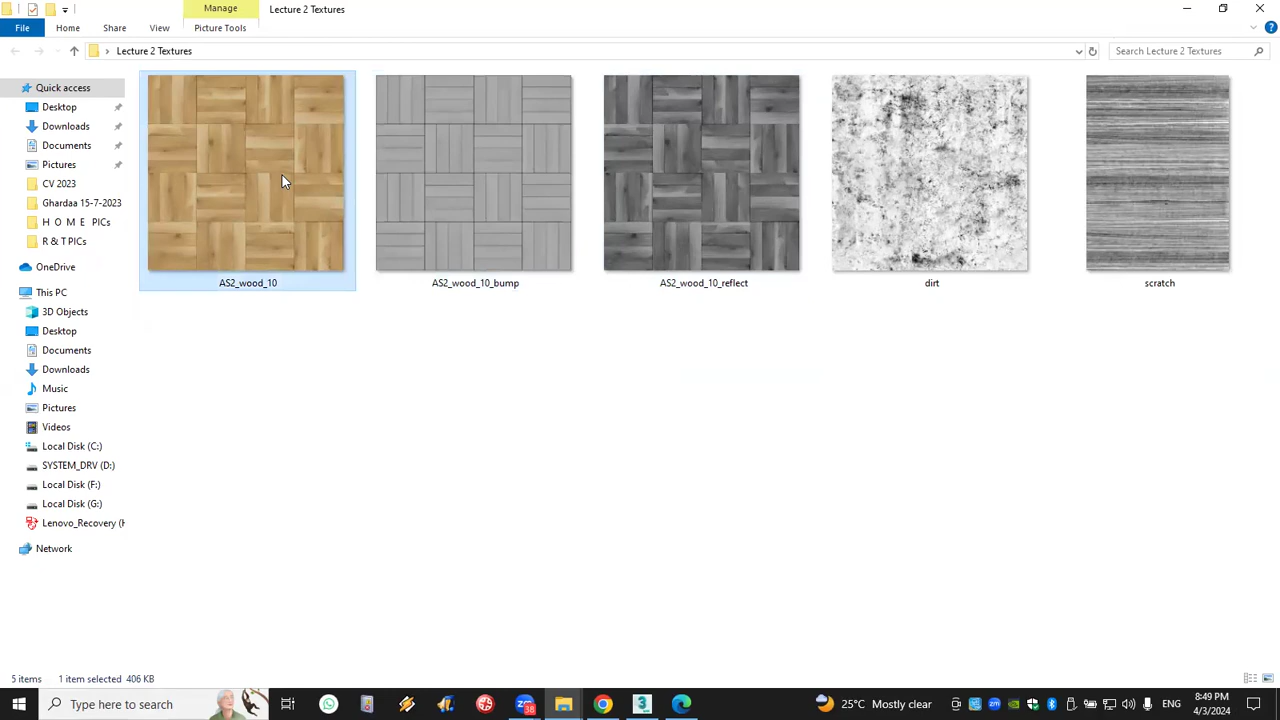 Manage
Lecture 2 Textures
File
Home
Share
View
Picture Tools
Lecture 2 Textures
Search Lecture 2 Textures
Quick access
Desktop
Downloads
Documents
Pictures
CV 2023
Ghardaa 15-7-2023
H O M E PICs
R & T PICs
OneDrive
This PC
3D Objects
Desktop
Documents
Downloads
Music
Pictures
Videos
Local Disk (C:)
SYSTEM_DRV (D:)
Local Disk (F:)
Local Disk (G:)
Lenovo_Recovery (H
Network
AS2_wood_10
AS2_wood_10_bump
AS2_wood_10_reflect
dirt
scratch
5 items
1 item selected 406 KB
Type here to search
38
3
25°C Mostly clear
zm
ENG
8:49 PM
4/3/2024